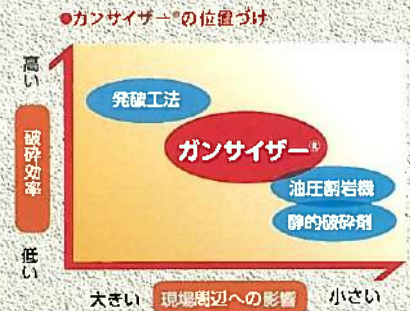 ●ガンサイザー®の位置づけ
高い
破砕効率
低い
発破工法
ガンサイザー®
油圧割岩機
静的破砕剤
大きい 現場周辺への影響 小さい